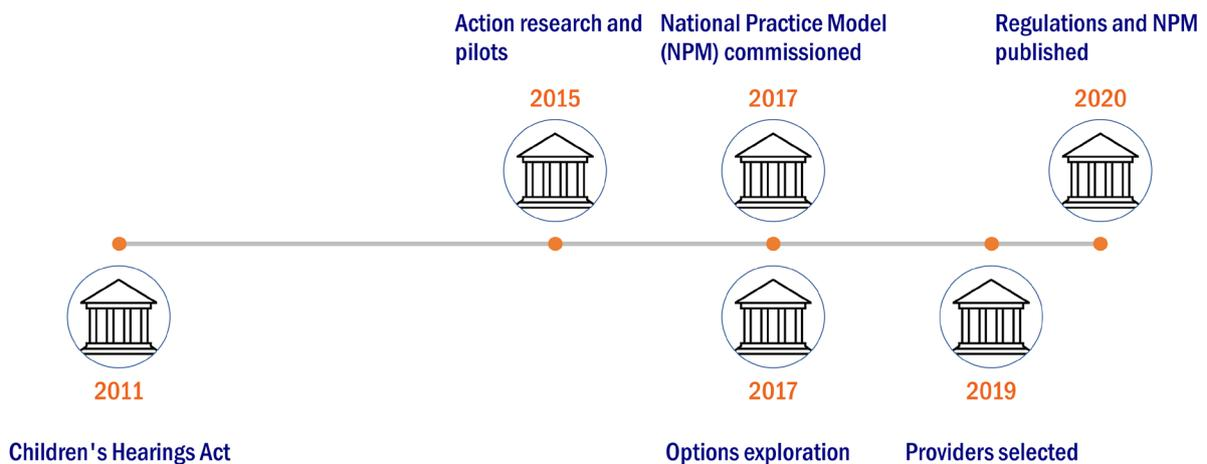 Action research and
pilots
2015
National Practice Model
(NPM) commissioned
2017
Regulations and NPM
published
2020
2011
Children's Hearings Act
2017
Options exploration
2019
Providers selected